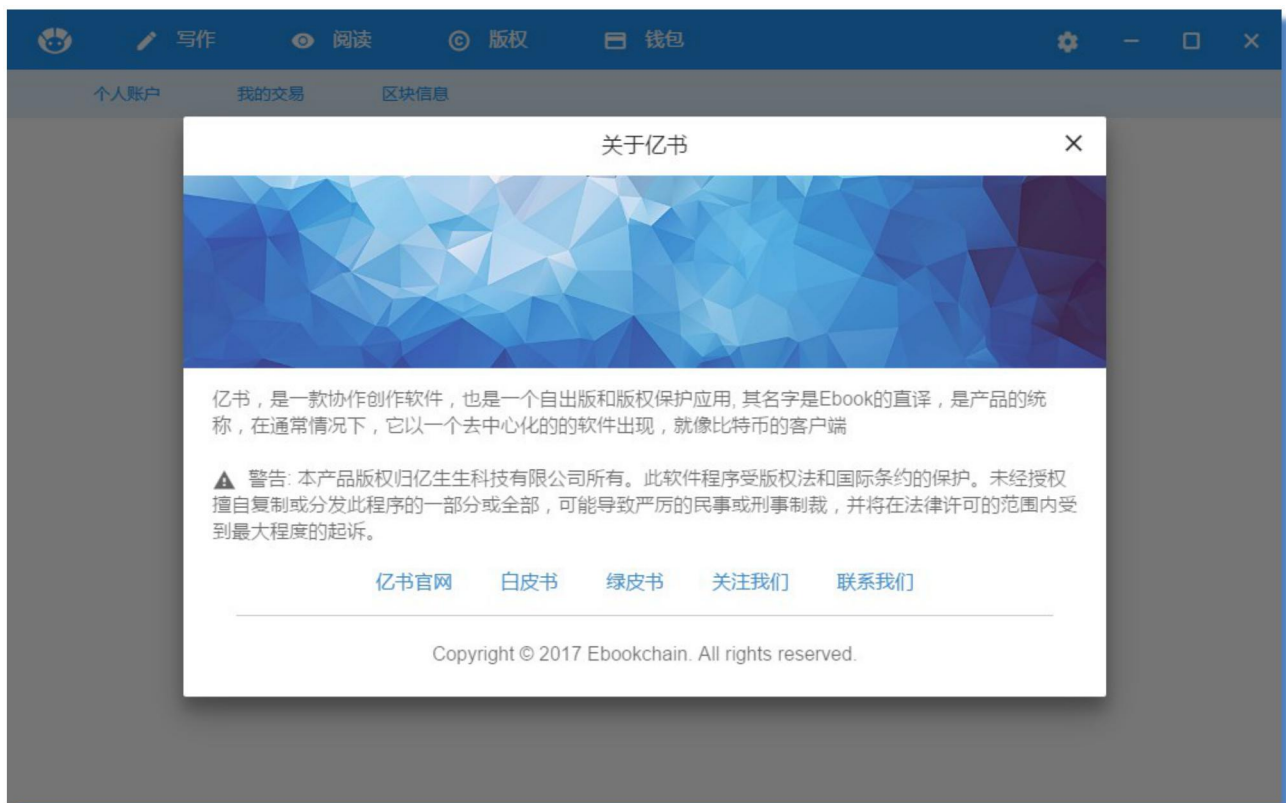 写作 阅读 © 版权 钱包
个人账户 我的交易 区块信息
关于亿书
亿书，是一款协作创作软件，也是一个自出版和版权保护应用, 其名字是Ebook的直译，是产品的统
称，在通常情况下，它以一个去中心化的的软件出现，就像比特币的客户端
警告: 本产品版权归亿生生科技有限公司所有。此软件程序受版权法和国际条约的保护。未经授权
擅自复制或分发此程序的一部分或全部，可能导致严厉的民事或刑事制裁，并将在法律许可的范围内受
到最大程度的起诉。
亿书官网 白皮书 绿皮书 关注我们 联系我们
Copyright © 2017 Ebookchain. All rights reserved.